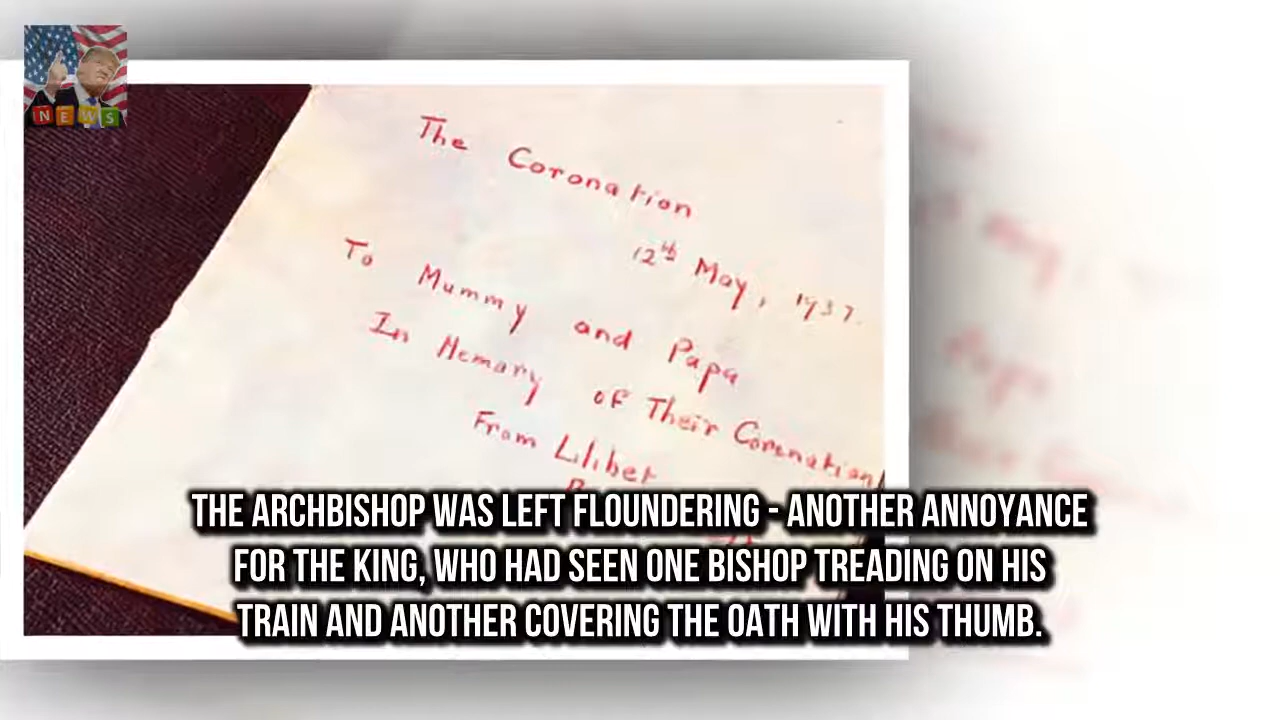 NEWS
The Coronation
12th May, 1937.
To Mummy and Papa
In Memory of Their Coronation
From Lilibet
THE ARCHBISHOP WAS LEFT FLOUNDERING - ANOTHER ANNOYANCE
FOR THE KING, WHO HAD SEEN ONE BISHOP TREADING ON HIS
TRAIN AND ANOTHER COVERING THE OATH WITH HIS THUMB.